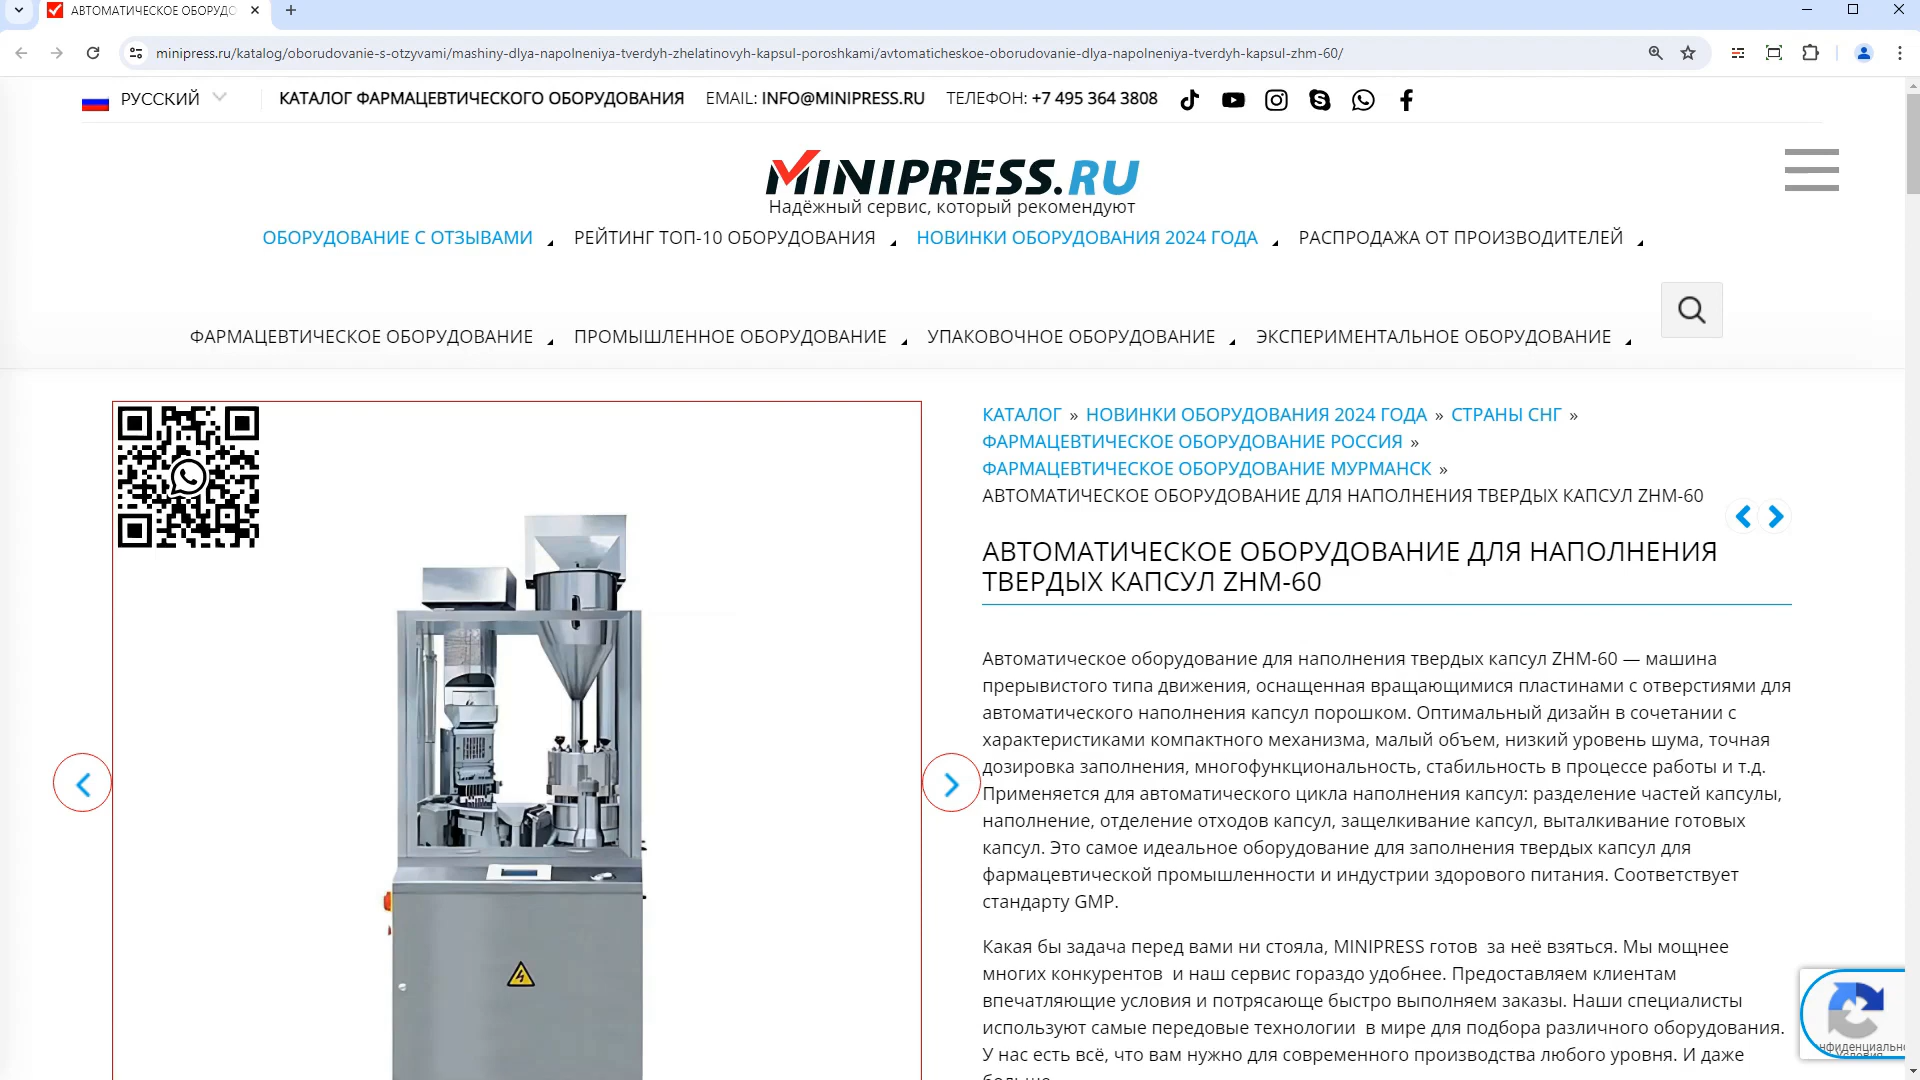 АВТОМАТИЧЕСКОЕ ОБОРУДО
minipress.ru/katalog/oborudovanie-s-otzyvami/mashiny-dlya-napolneniya-tverdyh-zhelatinovyh-kapsul-poroshkami/avtomaticheskoe-oborudovanie-dlya-napolneniya-tverdyh-kapsul-zhm-60/
РУССКИЙ КАТАЛОГ ФАРМАЦЕВТИЧЕСКОГО ОБОРУДОВАНИЯ EMAIL: INFO@MINIPRESS.RU ТЕЛЕФОН: +7 495 364 3808
MINIPRESS.RU
Надёжный сервис, который рекомендуют
ОБОРУДОВАНИЕ С ОТЗЫВАМИ РЕЙТИНГ ТОП-10 ОБОРУДОВАНИЯ НОВИНКИ ОБОРУДОВАНИЯ 2024 ГОДА РАСПРОДАЖА ОТ ПРОИЗВОДИТЕЛЕЙ
ФАРМАЦЕВТИЧЕСКОЕ ОБОРУДОВАНИЕ ПРОМЫШЛЕННОЕ ОБОРУДОВАНИЕ УПАКОВОЧНОЕ ОБОРУДОВАНИЕ ЭКСПЕРИМЕНТАЛЬНОЕ ОБОРУДОВАНИЕ
КАТАЛОГ » НОВИНКИ ОБОРУДОВАНИЯ 2024 ГОДА » СТРАНЫ СНГ »
ФАРМАЦЕВТИЧЕСКОЕ ОБОРУДОВАНИЕ РОССИЯ »
ФАРМАЦЕВТИЧЕСКОЕ ОБОРУДОВАНИЕ МУРМАНСК »
АВТОМАТИЧЕСКОЕ ОБОРУДОВАНИЕ ДЛЯ НАПОЛНЕНИЯ ТВЕРДЫХ КАПСУЛ ZHM-60
АВТОМАТИЧЕСКОЕ ОБОРУДОВАНИЕ ДЛЯ НАПОЛНЕНИЯ
ТВЕРДЫХ КАПСУЛ ZHM-60
Автоматическое оборудование для наполнения твердых капсул ZHM-60 — машина
прерывистого типа движения, оснащенная вращающимися пластинами с отверстиями для
автоматического наполнения капсул порошком. Оптимальный дизайн в сочетании с
характеристиками компактного механизма, малый объем, низкий уровень шума, точная
дозировка заполнения, многофункциональность, стабильность в процессе работы и т.д.
Применяется для автоматического цикла наполнения капсул: разделение частей капсулы,
наполнение, отделение отходов капсул, защелкивание капсул, выталкивание готовых
капсул. Это самое идеальное оборудование для заполнения твердых капсул для
фармацевтической промышленности и индустрии здорового питания. Соответствует
стандарту GMP.
Какая бы задача перед вами ни стояла, MINIPRESS готов за неё взяться. Мы мощнее
многих конкурентов и наш сервис гораздо удобнее. Предоставляем клиентам
впечатляющие условия и потрясающе быстро выполняем заказы. Наши специалисты
используют самые передовые технологии в мире для подбора различного оборудования.
У нас есть всё, что вам нужно для современного производства любого уровня. И даже